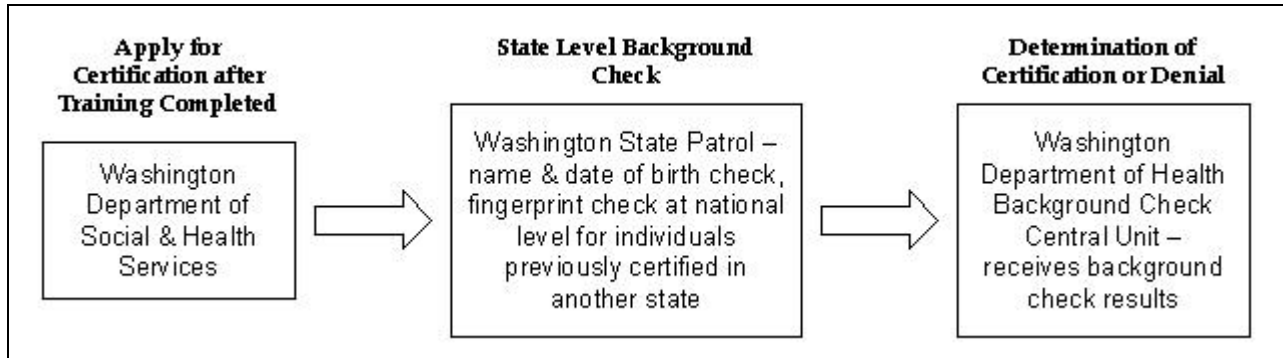 Apply for
Certification after
Training Completed
Washington
Department of
Social & Health
Services
State Level Background
Check
Washington State Patrol –
name & date of birth check,
fingerprint check at national
level for individuals
previously certified in
another state
Determination of
Certification or Denial
Washington
Department of Health
Background Check
Central Unit –
receives background
check results